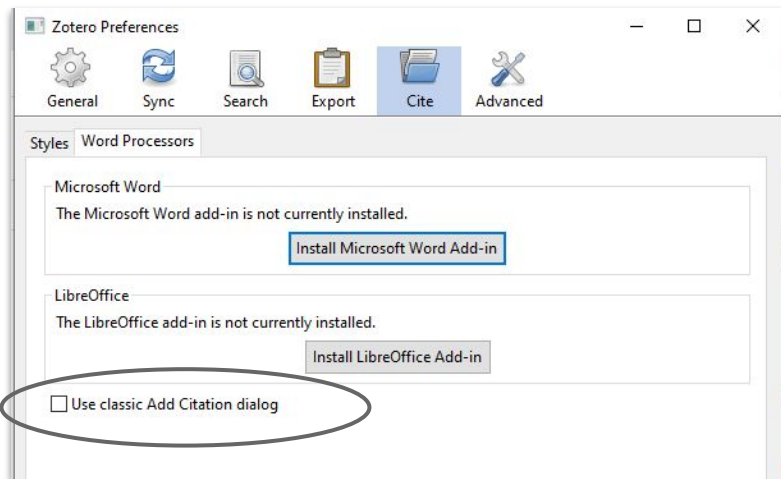 Zotero Preferences
General Sync Search Export Cite Advanced
Styles Word Processors
Microsoft Word
The Microsoft Word add-in is not currently installed.
Install Microsoft Word Add-in
LibreOffice
The LibreOffice add-in is not currently installed.
Install LibreOffice Add-in
Use classic Add Citation dialog